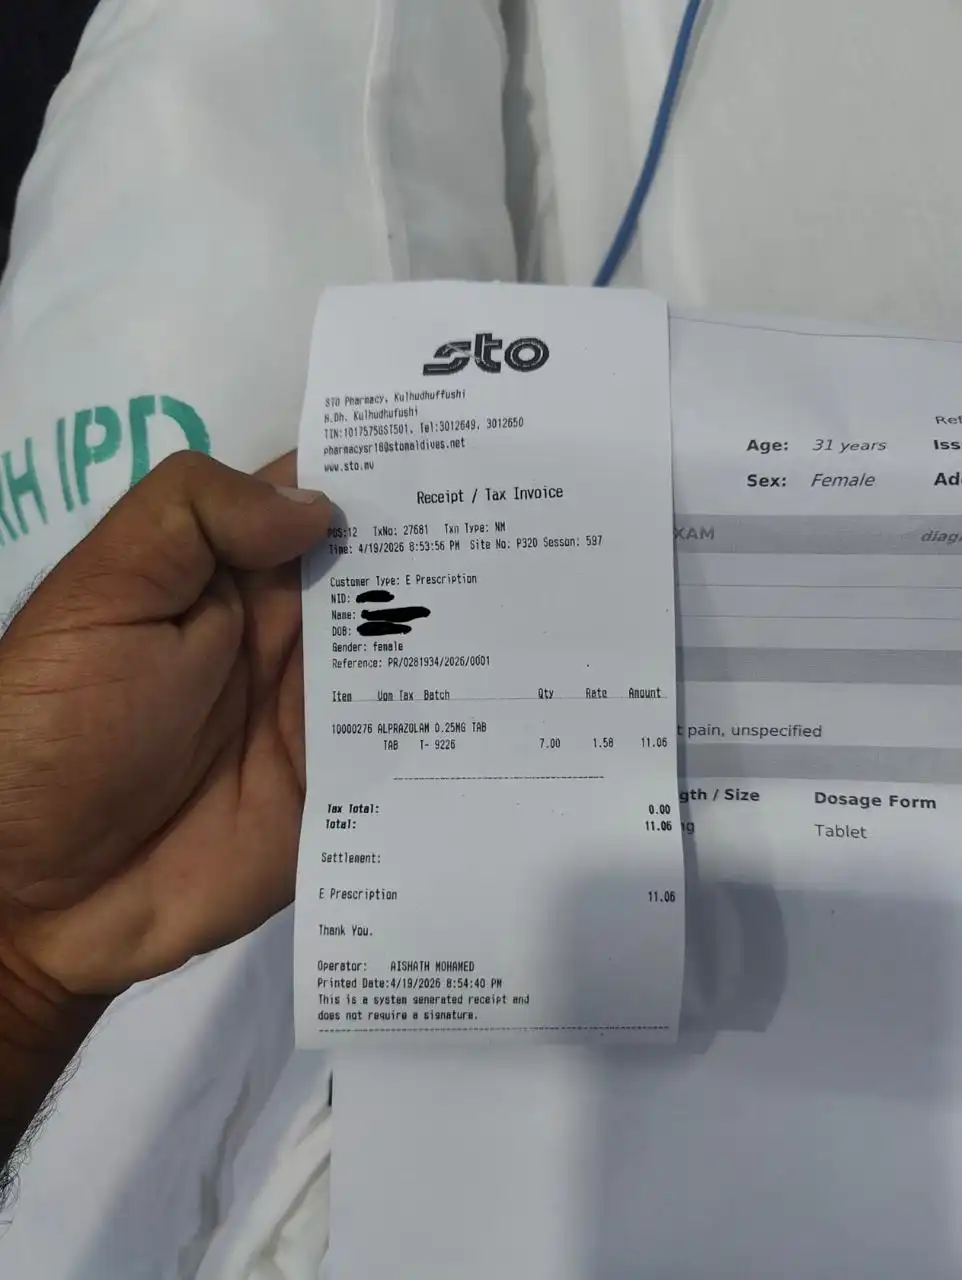 sto
STO Pharmacy, Kulhudhuffushi
H.Dh. Kulhudufushi
TIN:1017575GST501, Tel:3012649, 3012650
pharmacysr18@stomaldives.net
www.sto.mv
Receipt / Tax Invoice
POS:12 TxNo: 27681 Txn Type: NM
Time: 4/19/2026 8:53:56 PM Site No: P320 Sesson: 597
Customer Type: E Prescription
NID:
Name:
DOB:
Gender: female
Reference: PR/0281934/2026/0001
Item Uom Tax Batch Qty Rate Amount
10000276 ALPRAZOLAM 0.25MG TAB
TAB T- 9226 7.00 1.58 11.06
Tax Total: 0.00
Total: 11.06
Settlement:
E Prescription 11.06
Thank You.
Operator: AISHATH MOHAMED
Printed Date:4/19/2026 8:54:40 PM
This is a system generated receipt and
does not require a signature.
IPD
Age: 31 years
Sex: Female
XAM
t pain, unspecified
gth / Size Dosage Form
Tablet